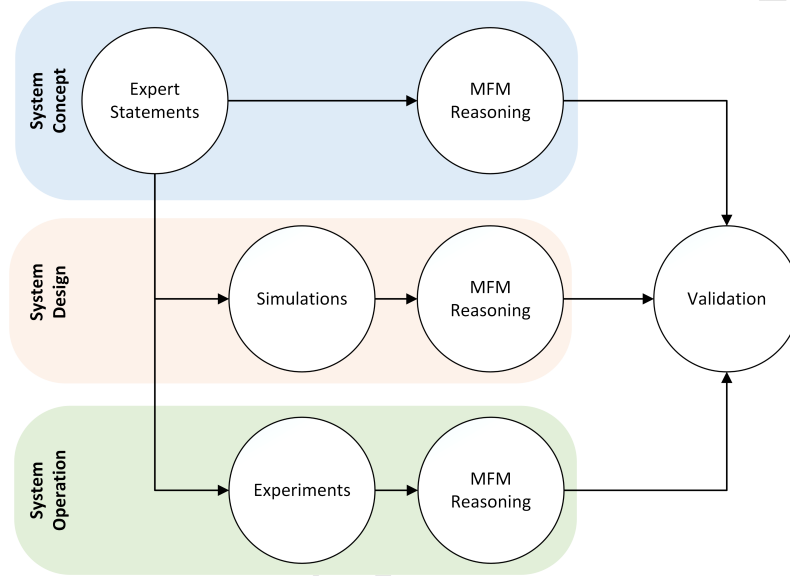 System
Concept
Expert
Statements
MFM
Reasoning
System
Design
Simulations
MFM
Reasoning
Validation
System
Operation
Experiments
MFM
Reasoning